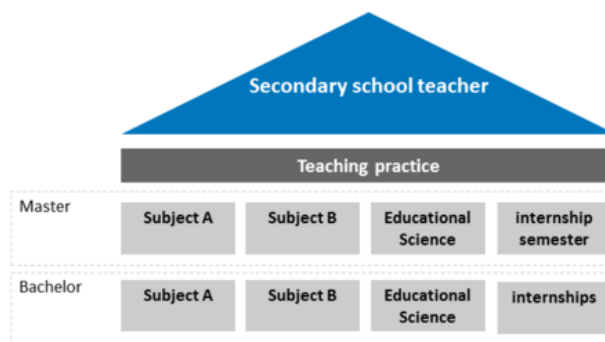 Secondary school teacher
Teaching practice
Master
Subject A
Subject B
Educational
Science
internship
semester
Bachelor
Subject A
Subject B
Educational
Science
internships